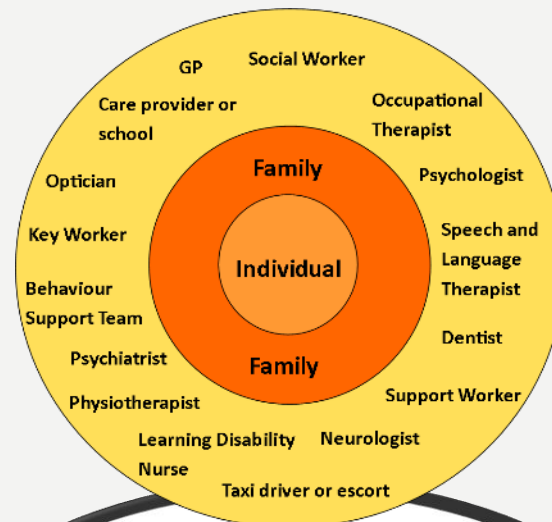 GP
Social Worker
Care provider or
school
Occupational
Therapist
Family
Optician
Psychologist
Key Worker
Speech and
Language
Therapist
Individual
Behaviour
Support Team
Dentist
Psychiatrist
Family
Physiotherapist
Support Worker
Learning Disability
Nurse
Neurologist
Taxi driver or escort